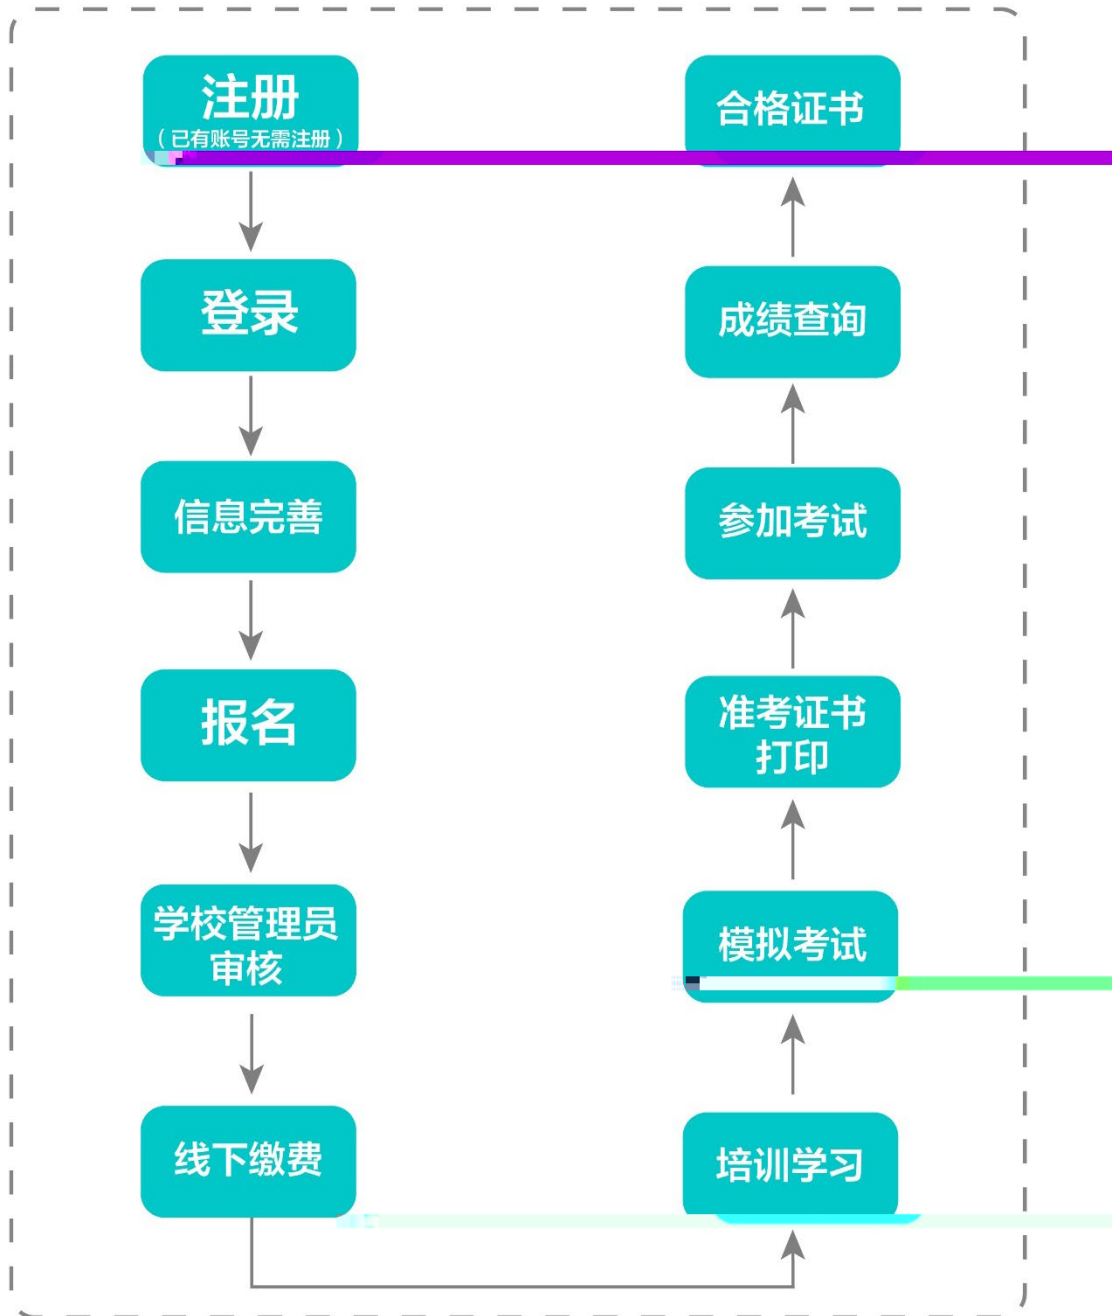 注册
（已有账号无需注册）
登录
信息完善
报名
学校管理员
审核
线下缴费
培训学习
模拟考试
准考证书
打印
参加考试
成绩查询
合格证书